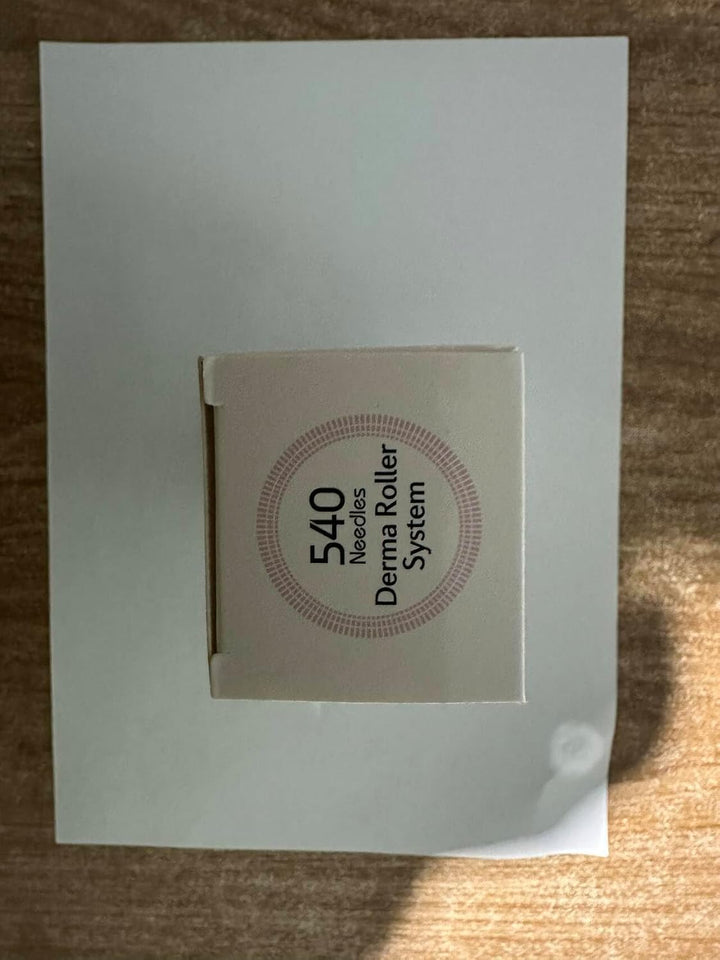 540
Needles
Derma Roller
System